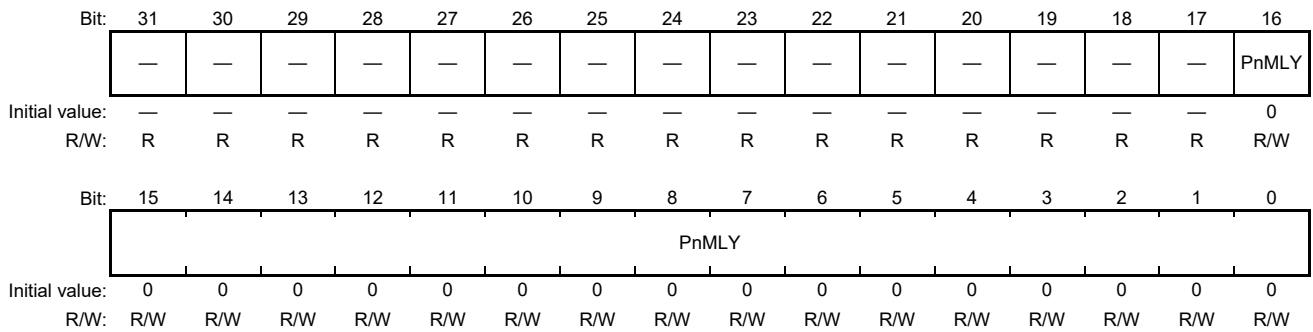 Bit: 31 30 29 28 27 26 25 24 23 22 21 20 19 18 17 16
— — — — — — — — — — — — — — — PnMLY
Initial value: — — — — — — — — — — — — — — — 0
R/W: R R R R R R R R R R R R R R R R/W
Bit: 15 14 13 12 11 10 9 8 7 6 5 4 3 2 1 0
PnMLY
Initial value: 0 0 0 0 0 0 0 0 0 0 0 0 0 0 0 0
R/W: R/W R/W R/W R/W R/W R/W R/W R/W R/W R/W R/W R/W R/W R/W R/W R/W